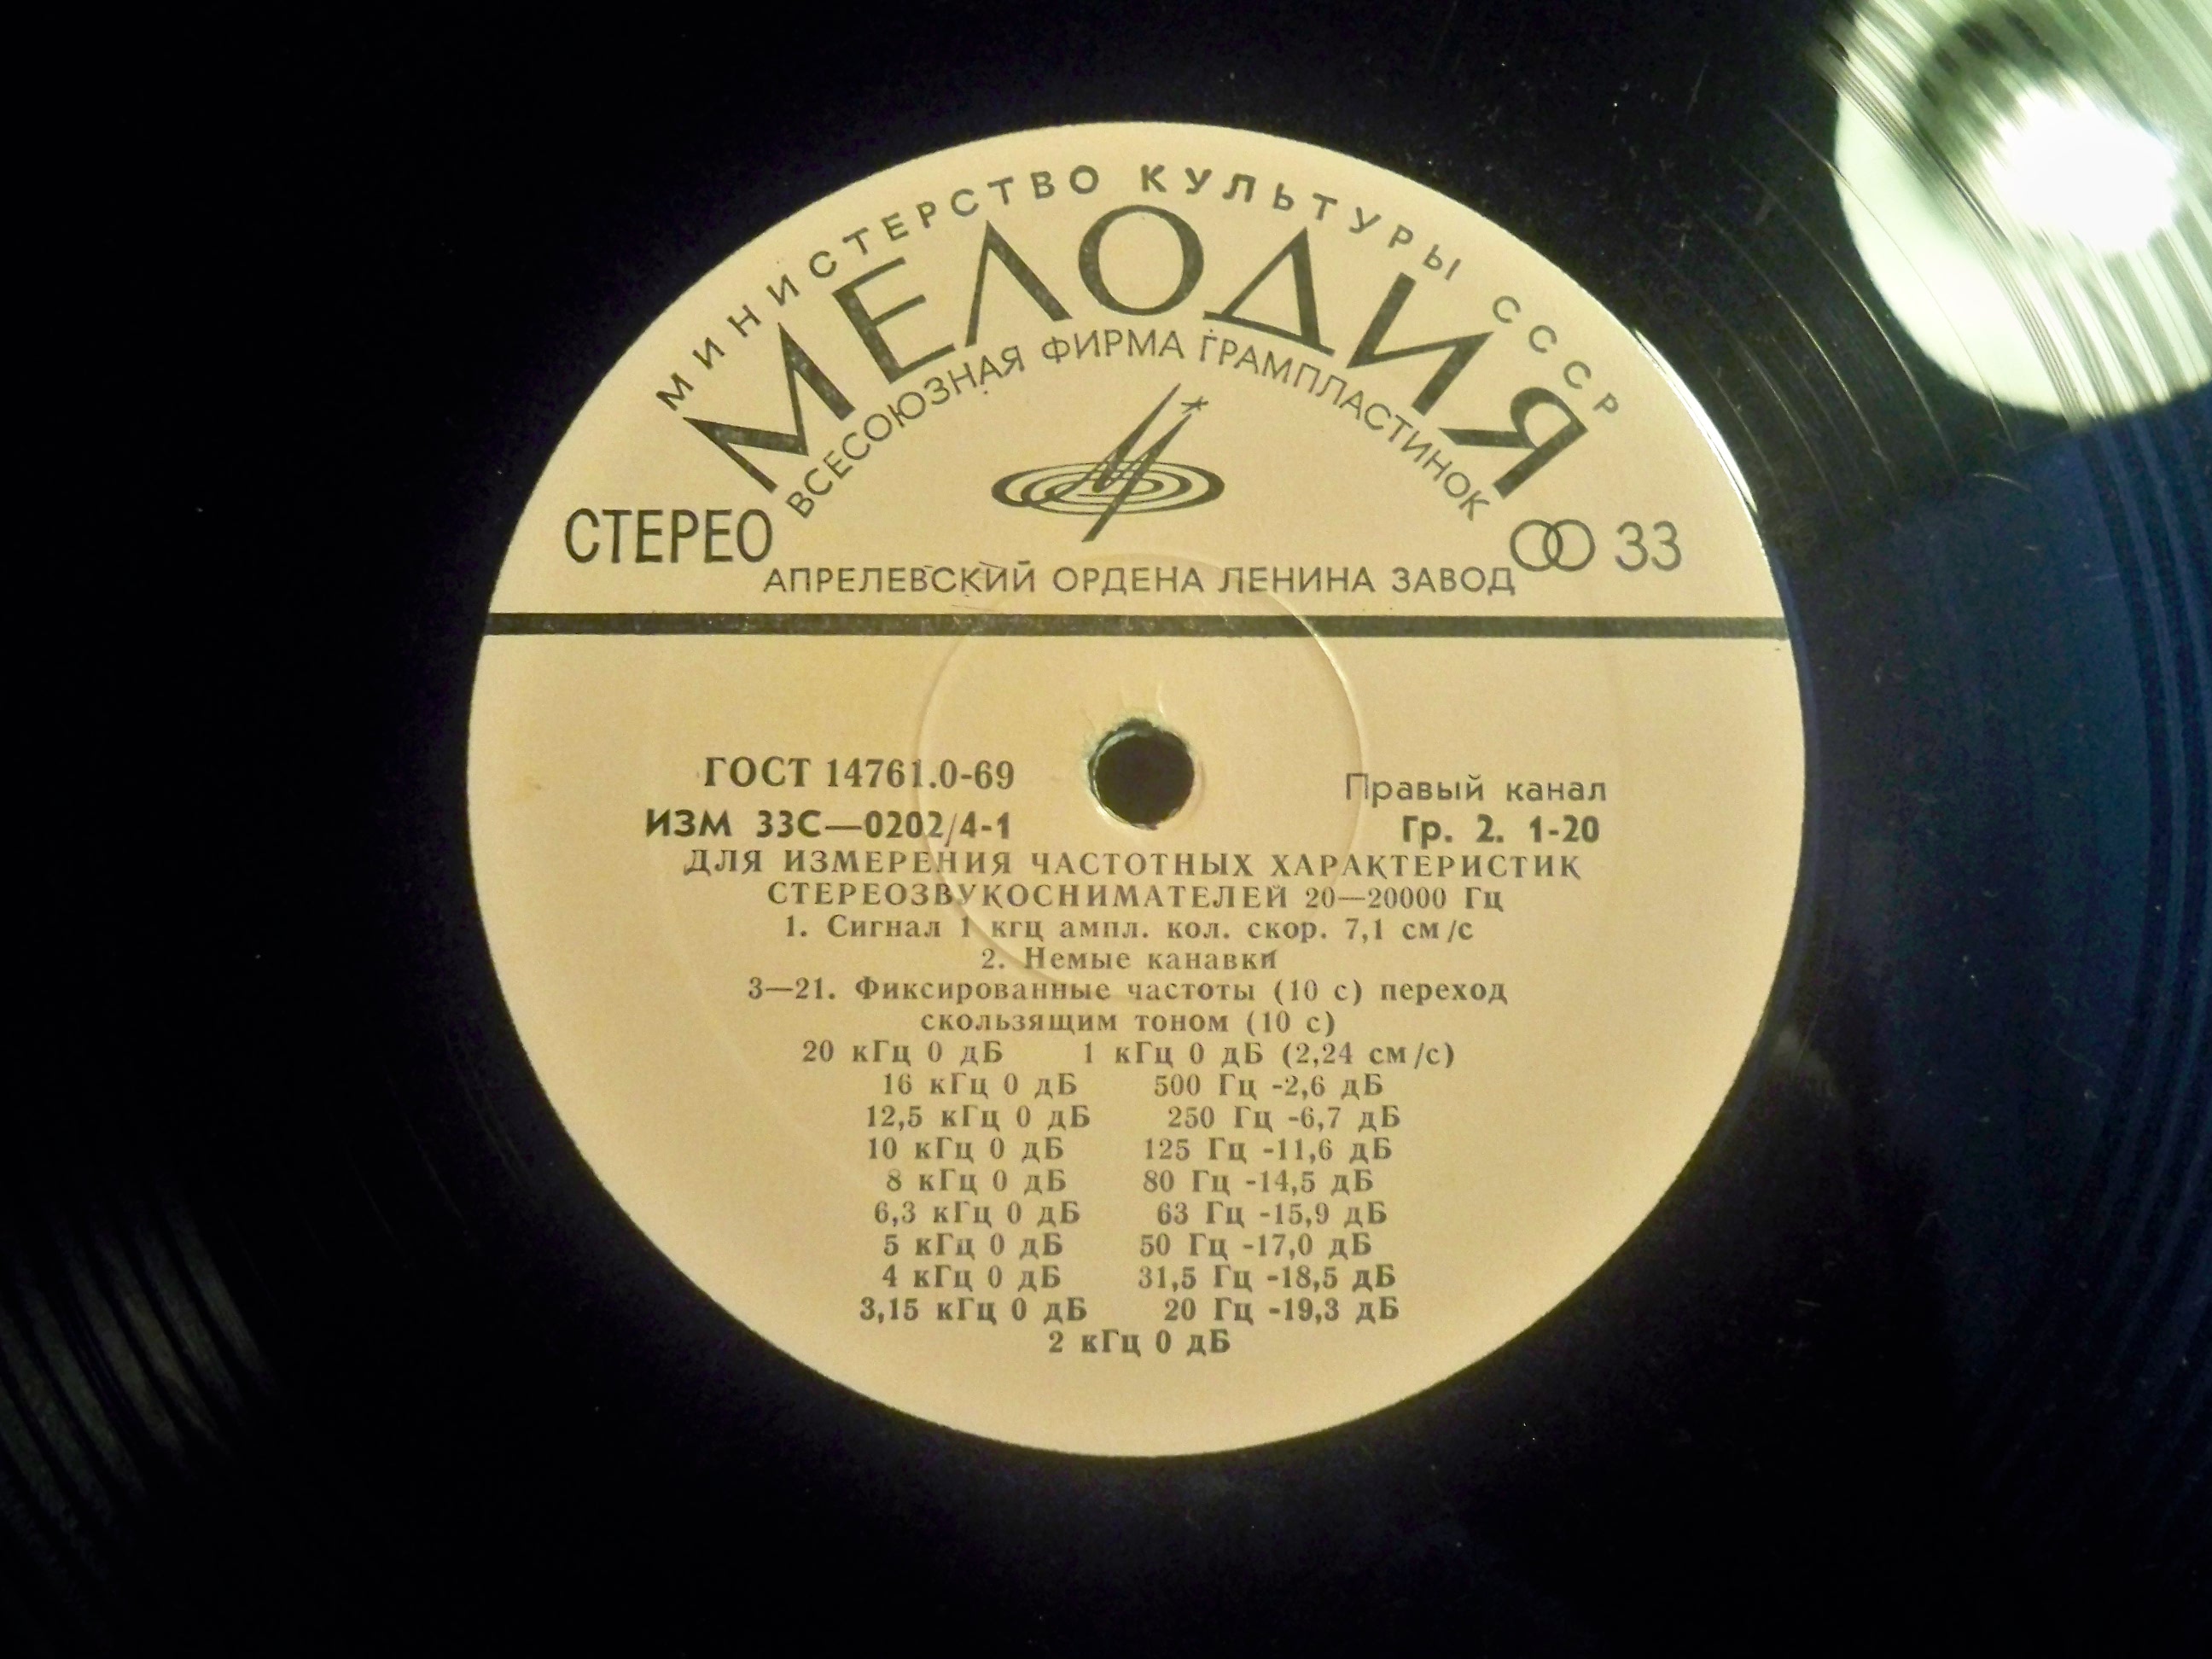 МИНИСТЕРСТВО КУЛЬТУРЫ СССР
МЕЛОДИЯ
ВСЕСОЮЗНАЯ ФИРМА ГРАМПЛАСТИНОК
СТЕРЕО
33
АПРЕЛЕВСКИЙ ОРДЕНА ЛЕНИНА ЗАВОД
ГОСТ 14761.0-69
Правый канал
ИЗМ 33С—0202/4-1
Гр. 2. 1-20
ДЛЯ ИЗМЕРЕНИЯ ЧАСТОТНЫХ ХАРАКТЕРИСТИК
СТЕРЕОЗВУКОСНИМАТЕЛЕЙ 20—20000 Гц
1. Сигнал 1 кгц ампл. кол. скор. 7,1 см/с
2. Немые канавки
3—21. Фиксированные частоты (10 с) переход
скользящим тоном (10 с)
20 кГц 0 дБ 1 кГц 0 дБ (2,24 см/с)
16 кГц 0 дБ 500 Гц -2,6 дБ
12,5 кГц 0 дБ 250 Гц -6,7 дБ
10 кГц 0 дБ 125 Гц -11,6 дБ
8 кГц 0 дБ 80 Гц -14,5 дБ
6,3 кГц 0 дБ 63 Гц -15,9 дБ
5 кГц 0 дБ 50 Гц -17,0 дБ
4 кГц 0 дБ 31,5 Гц -18,5 дБ
3,15 кГц 0 дБ 20 Гц -19,3 дБ
2 кГц 0 дБ